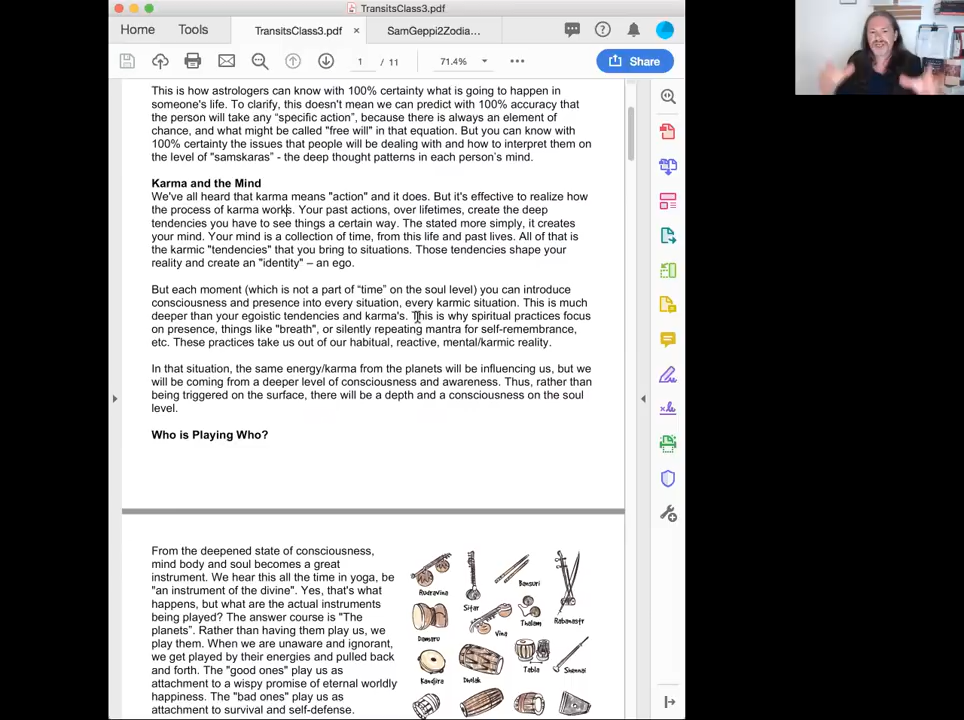 TransitsClass3.pdf
Home
Tools
TransitsClass3.pdf ×
SamGeppi2Zodia...
1 / 11
71.4%
Share
This is how astrologers can know with 100% certainty what is going to happen in
someone's life. To clarify, this doesn't mean we can predict with 100% accuracy that
the person will take any “specific action”, because there is always an element of
chance, and what might be called "free will" in that equation. But you can know with
100% certainty the issues that people will be dealing with and how to interpret them on
the level of "samskaras” - the deep thought patterns in each person’s mind.
Karma and the Mind
We've all heard that karma means "action" and it does. But it's effective to realize how
the process of karma works. Your past actions, over lifetimes, create the deep
tendencies you have to see things a certain way. The stated more simply, it creates
your mind. Your mind is a collection of time, from this life and past lives. All of that is
the karmic "tendencies" that you bring to situations. Those tendencies shape your
reality and create an "identity" – an ego.
But each moment (which is not a part of “time” on the soul level) you can introduce
consciousness and presence into every situation, every karmic situation. This is much
deeper than your egoistic tendencies and karma's. This is why spiritual practices focus
on presence, things like "breath", or silently repeating mantra for self-remembrance,
etc. These practices take us out of our habitual, reactive, mental/karmic reality.
In that situation, the same energy/karma from the planets will be influencing us, but we
will be coming from a deeper level of consciousness and awareness. Thus, rather than
being triggered on the surface, there will be a depth and a consciousness on the soul
level.
Who is Playing Who?
From the deepened state of consciousness,
mind body and soul becomes a great
instrument. We hear this all the time in yoga, be
"an instrument of the divine". Yes, that's what
happens, but what are the actual instruments
being played? The answer course is "The
planets”. Rather than having them play us, we
play them. When we are unaware and ignorant,
we get played by their energies and pulled back
and forth. The "good ones" play us as
attachment to a wispy promise of eternal worldly
happiness. The "bad ones" play us as
attachment to survival and self-defense.
Rudravina
Sitar
Bansuri
Rabanastr
Damaru
Vina
Thalam
Kanjira
Dholak
Tabla
Shennai